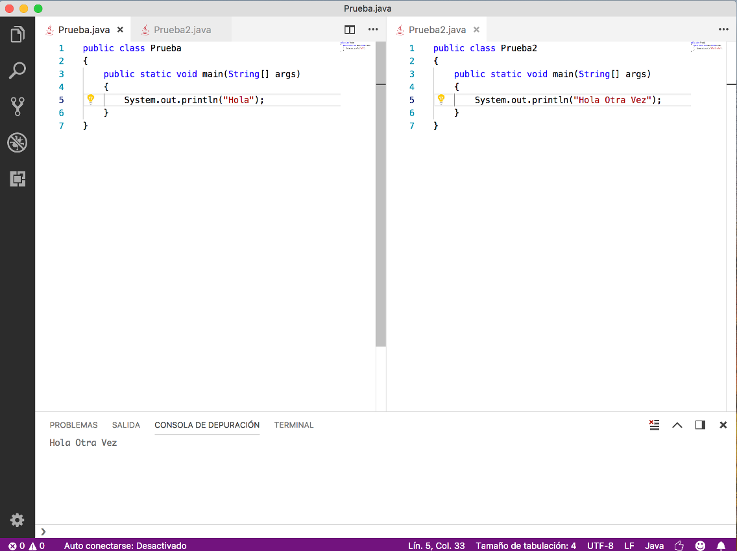 Prueba.java
Prueba.java Prueba2.java
1 public class Prueba
2 {
3 public static void main(String[] args)
4 {
5 System.out.println("Hola");
6 }
7 }
Prueba2.java
1 public class Prueba2
2 {
3 public static void main(String[] args)
4 {
5 System.out.println("Hola Otra Vez");
6 }
7 }
PROBLEMAS SALIDA CONSOLA DE DEPURACIÓN TERMINAL
Hola Otra Vez
0 0 Auto conectarse: Desactivado Lín. 5, Col. 33 Tamaño de tabulación: 4 UTF-8 LF Java